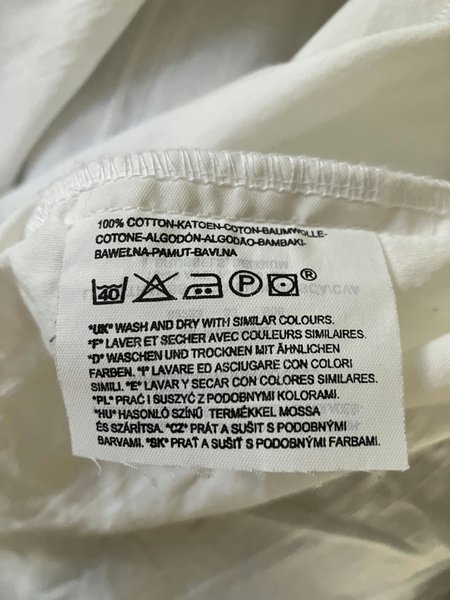 100% COTTON-KATOEN-COTON-BAUMWOLLE-
COTONE-ALGODÓN-ALGODAO-BAMBAKI-
BAWEŁNA-PAMUT-BAVLNA
40 P ®
*UK* WASH AND DRY WITH SIMILAR COLOURS.
*F* LAVER ET SECHER AVEC COULEURS SIMILAIRES.
*D* WASCHEN UND TROCKNEN MIT ÄHNLICHEN
FARBEN. *I* LAVARE ED ASCIUGARE CON COLORI
SIMILI. *E* LAVAR Y SECAR CON COLORES SIMILARES.
*PL* PRAĆ I SUSZYĆ Z PODOBNYMI KOLORAMI.
*HU* HASONLÓ SZÍNŰ TERMÉKKEL MOSSA
ÉS SZÁRÍTSA. *CZ* PRÁT A SUŠIT S PODOBNÝMI
BARVAMI. *SK* PRAŤ A SUŠIŤ S PODOBNÝMI FARBAMI.